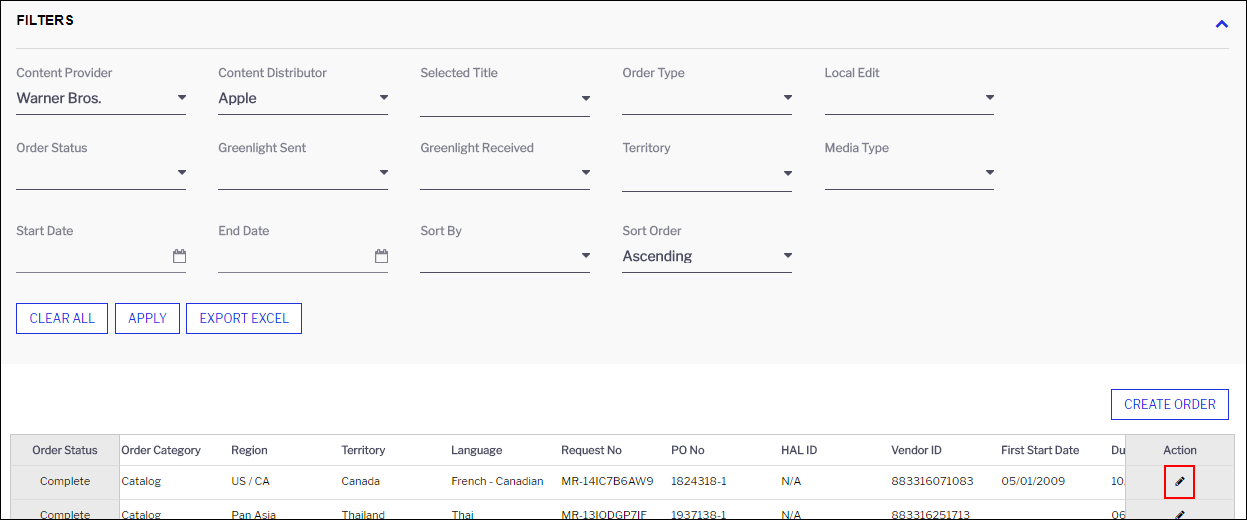 FILTERS
Content Provider Content Distributor Selected Title Order Type Local Edit
Warner Bros. Apple
Order Status Greenlight Sent Greenlight Received Territory Media Type
Start Date End Date Sort By Sort Order
Ascending
CLEAR ALL APPLY EXPORT EXCEL
CREATE ORDER
Order Status Order Category Region Territory Language Request No PO No HAL ID Vendor ID First Start Date Du Action
Complete Catalog US / CA Canada French - Canadian MR-14IC7B6AW9 1824318-1 N/A 883316071083 05/01/2009 10,
Complete Catalog Pan Asia Thailand Thai MR-13IODGP7IF 1937138-1 N/A 883316251713 06